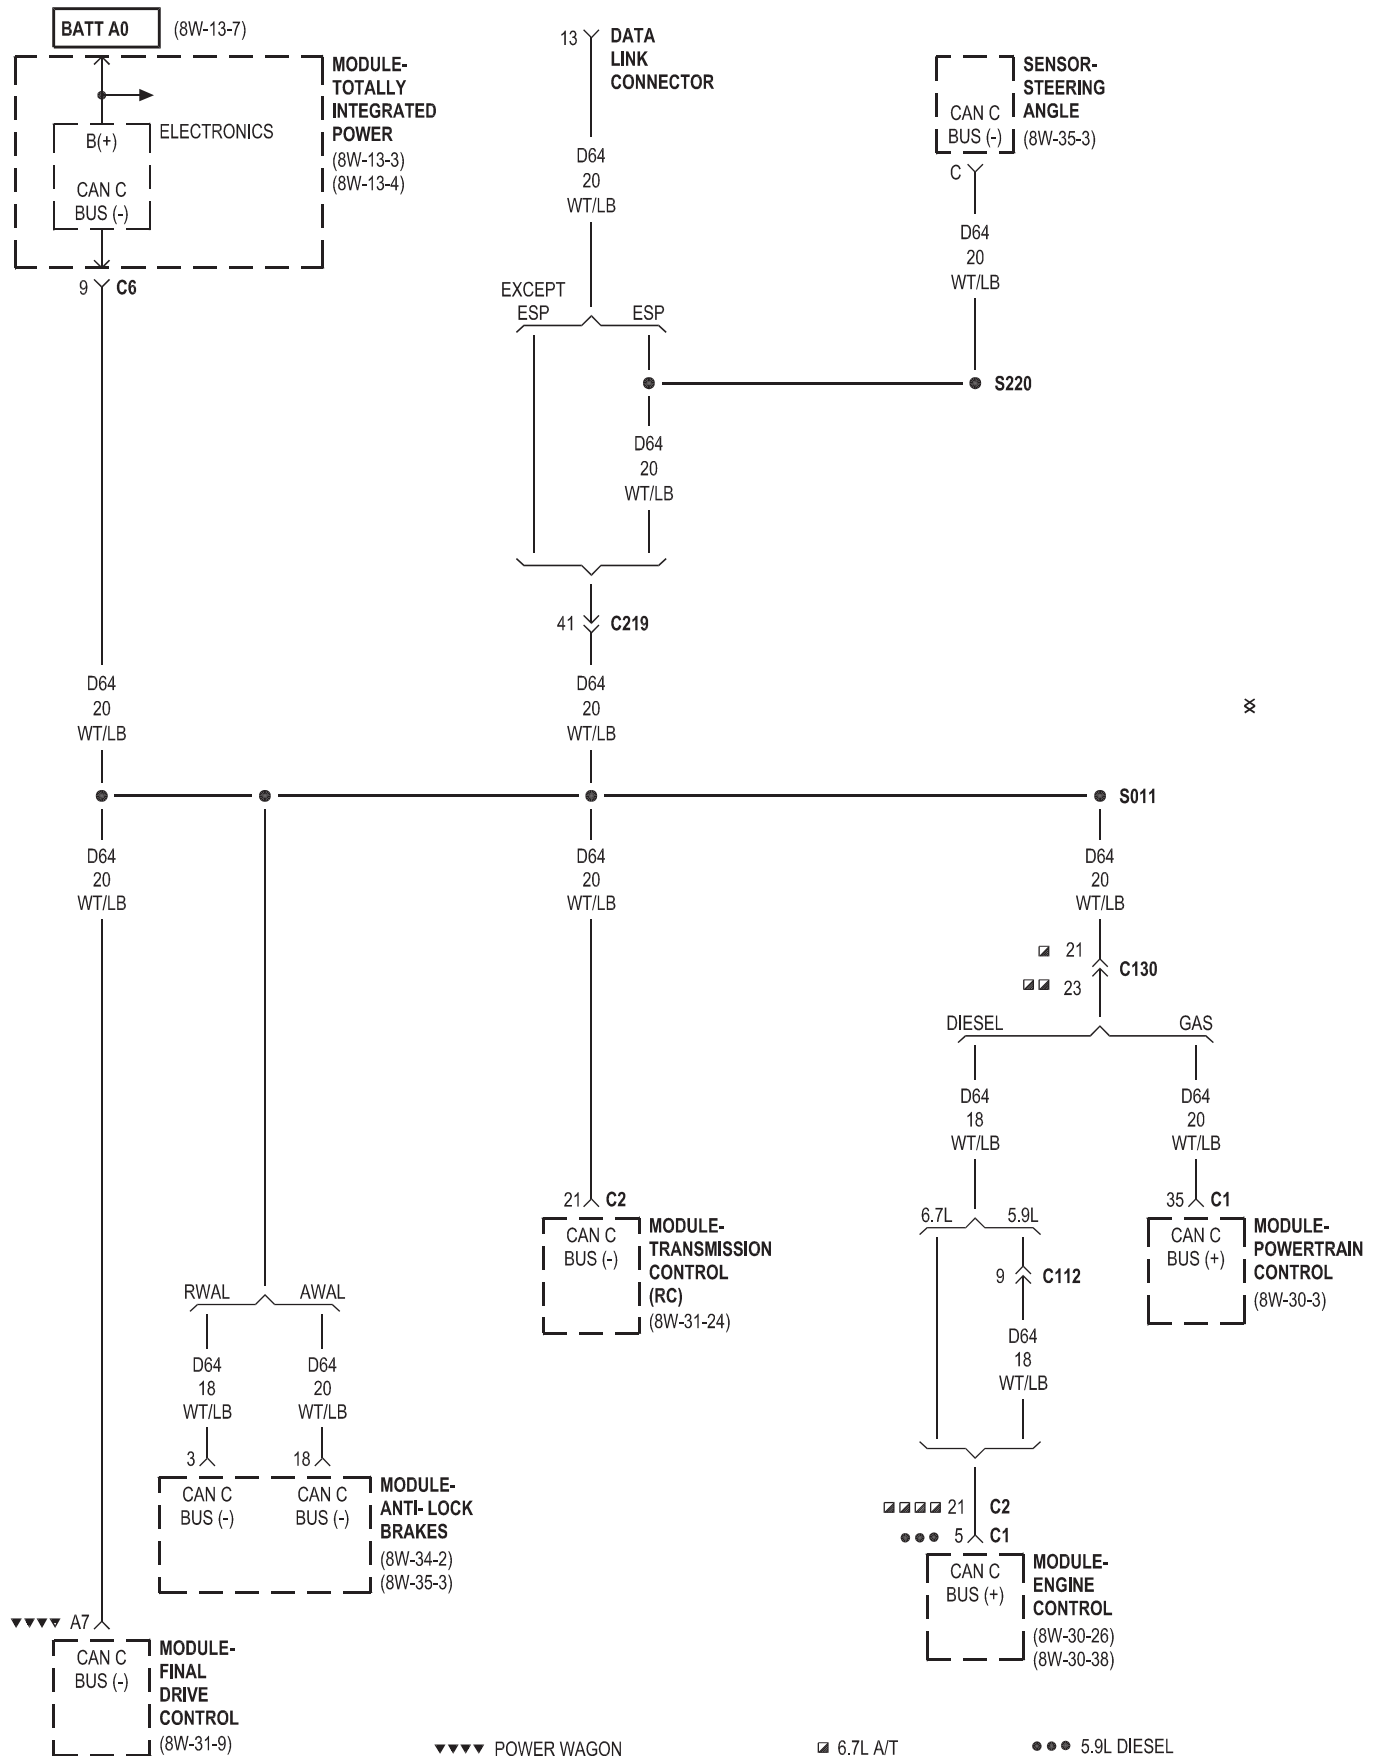 BATT A0 (8W-13-7)
MODULE-
TOTALLY
INTEGRATED
POWER
(8W-13-3)
(8W-13-4)
ELECTRONICS
B(+)
CAN C
BUS (-)
9 C6
13 DATA
LINK
CONNECTOR
D64
20
WT/LB
SENSOR-
STEERING
ANGLE
(8W-35-3)
CAN C
BUS (-)
C
D64
20
WT/LB
EXCEPT
ESP
ESP
S220
D64
20
WT/LB
41 C219
D64
20
WT/LB
D64
20
WT/LB
S011
D64
20
WT/LB
D64
20
WT/LB
D64
20
WT/LB
21
C130
23
DIESEL
GAS
D64
18
WT/LB
D64
20
WT/LB
21 C2
CAN C
BUS (-)
MODULE-
TRANSMISSION
CONTROL
(RC)
(8W-31-24)
6.7L
5.9L
9 C112
D64
18
WT/LB
35 C1
CAN C
BUS (+)
MODULE-
POWERTRAIN
CONTROL
(8W-30-3)
RWAL
AWAL
D64
18
WT/LB
D64
20
WT/LB
3
18
CAN C
BUS (-)
CAN C
BUS (-)
MODULE-
ANTI- LOCK
BRAKES
(8W-34-2)
(8W-35-3)
21 C2
5 C1
CAN C
BUS (+)
MODULE-
ENGINE
CONTROL
(8W-30-26)
(8W-30-38)
A7
CAN C
BUS (-)
MODULE-
FINAL
DRIVE
CONTROL
(8W-31-9)
POWER WAGON
6.7L A/T
5.9L DIESEL